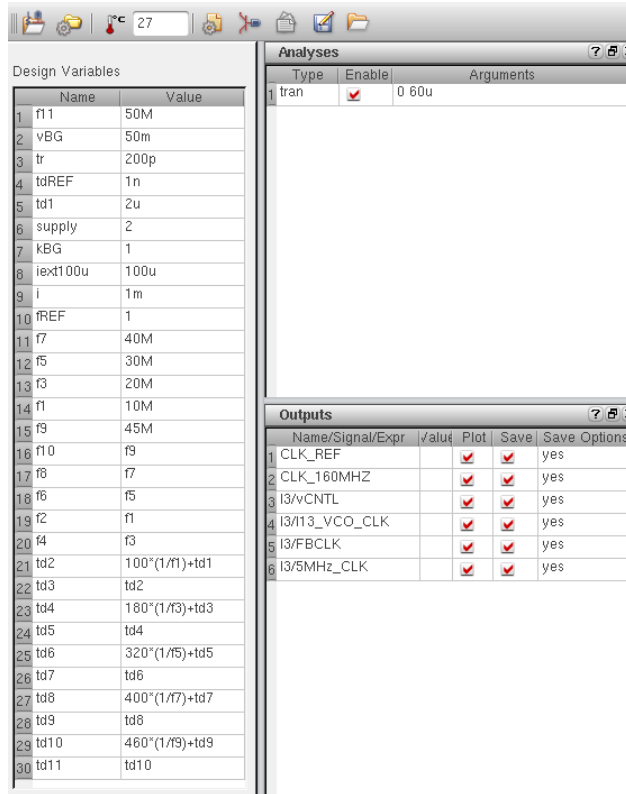 °C 27
Design Variables
Name Value
1 f11 50M
2 vBG 50m
3 tr 200p
4 tdREF 1n
5 td1 2u
6 supply 2
7 kBG 1
8 iext100u 100u
9 i 1m
10 fREF 1
11 f7 40M
12 f5 30M
13 f3 20M
14 f1 10M
15 f9 45M
16 f10 f9
17 f8 f7
18 f6 f5
19 f2 f1
20 f4 f3
21 td2 100*(1/f1)+td1
22 td3 td2
23 td4 180*(1/f3)+td3
24 td5 td4
25 td6 320*(1/f5)+td5
26 td7 td6
27 td8 400*(1/f7)+td7
28 td9 td8
29 td10 460*(1/f9)+td9
30 td11 td10
Analyses ?
Type Enable Arguments
1 tran 0 60u
Outputs ?
Name/Signal/Expr Plot Save Save Options
1 CLK_REF yes
2 CLK_160MHZ yes
3 I3/vCNTL yes
4 I3/I13_VCO_CLK yes
5 I3/FBCLK yes
6 I3/5MHz_CLK yes